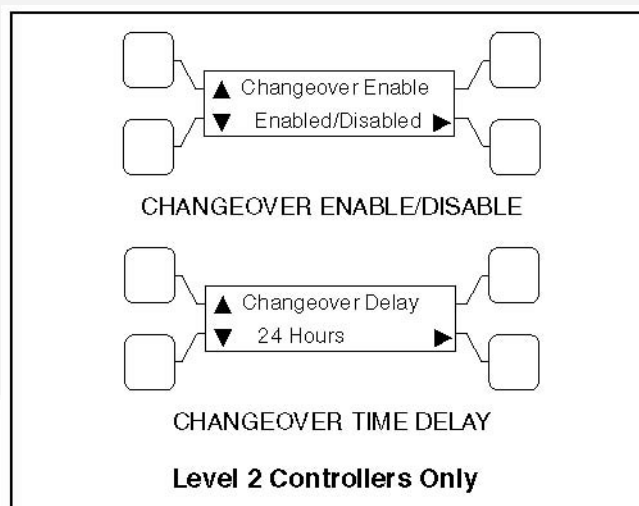 ▲ Changeover Enable
▼ Enabled/Disabled ▶
CHANGEOVER ENABLE/DISABLE
▲ Changeover Delay
▼ 24 Hours ▶
CHANGEOVER TIME DELAY
Level 2 Controllers Only